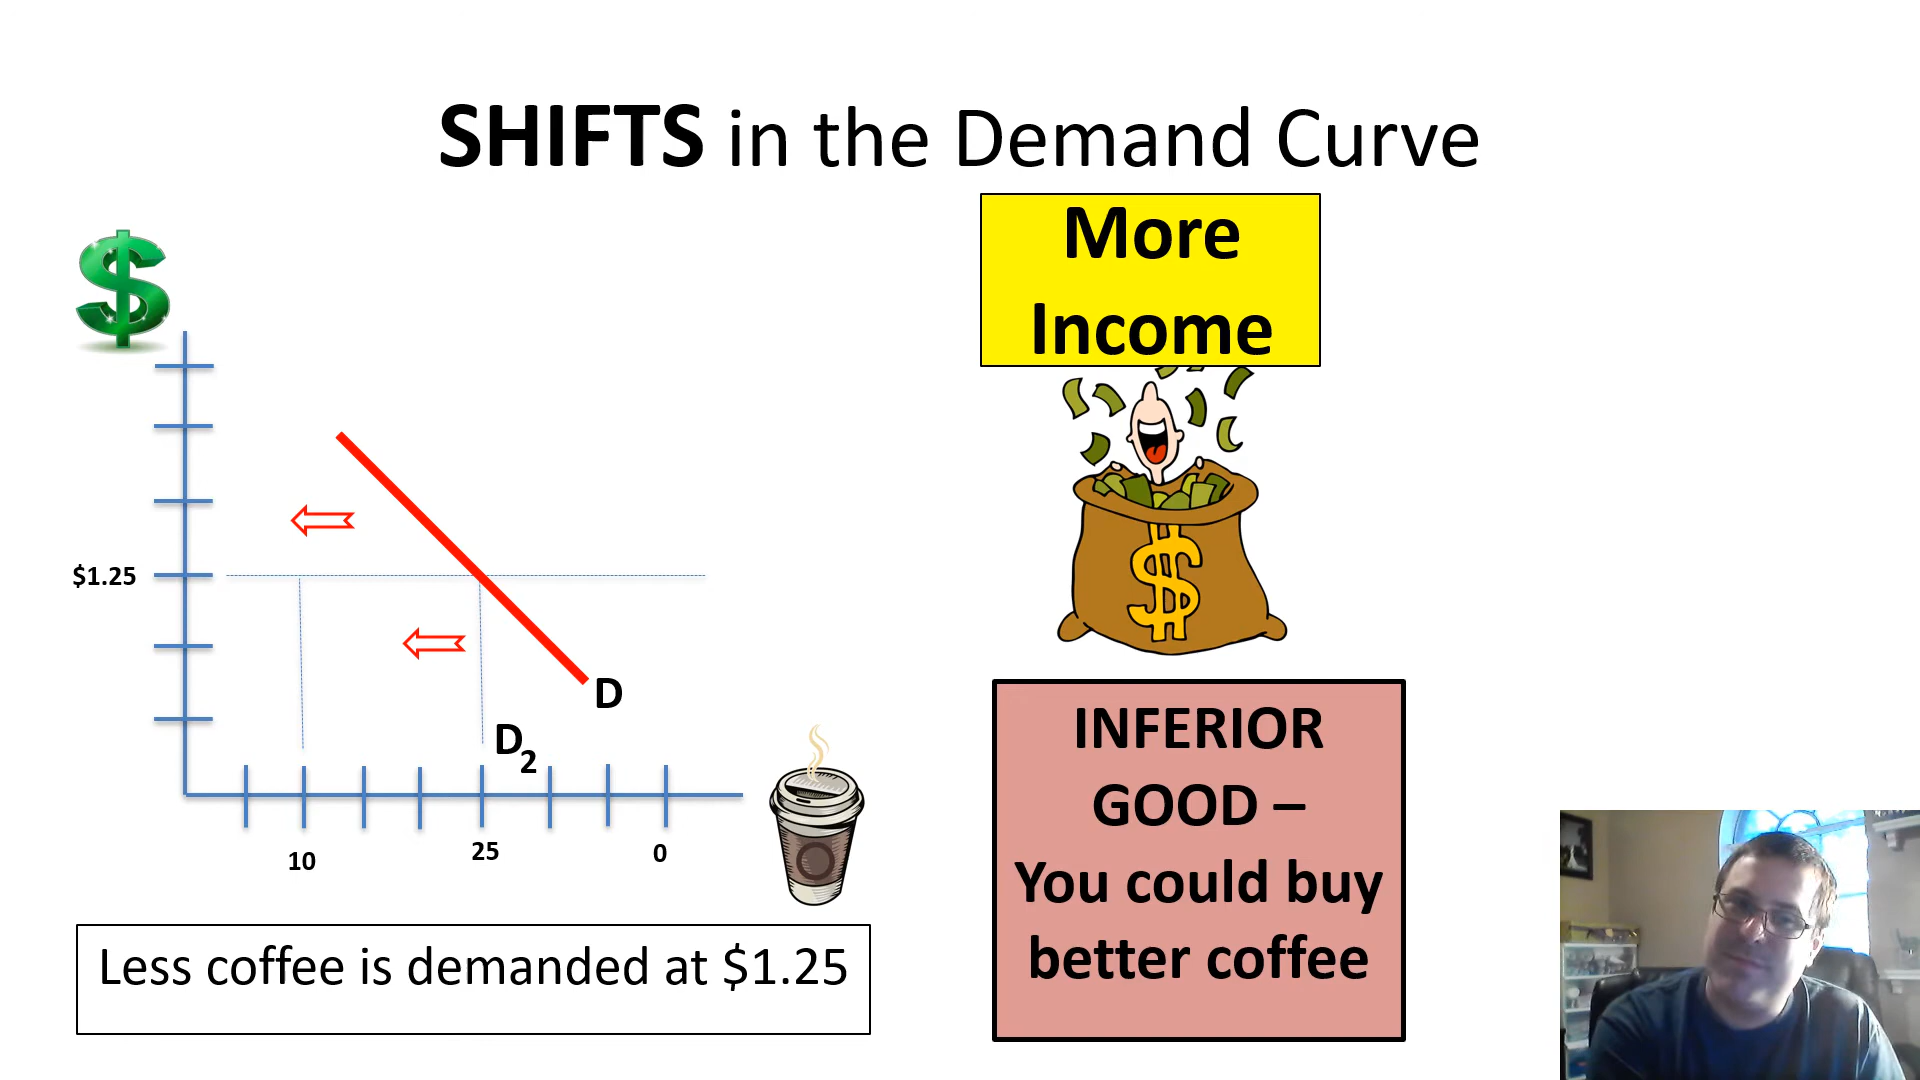 SHIFTS in the Demand Curve
More
Income
$
$1.25
D
D2
10
25
0
$
INFERIOR
GOOD –
You could buy
better coffee
Less coffee is demanded at $1.25